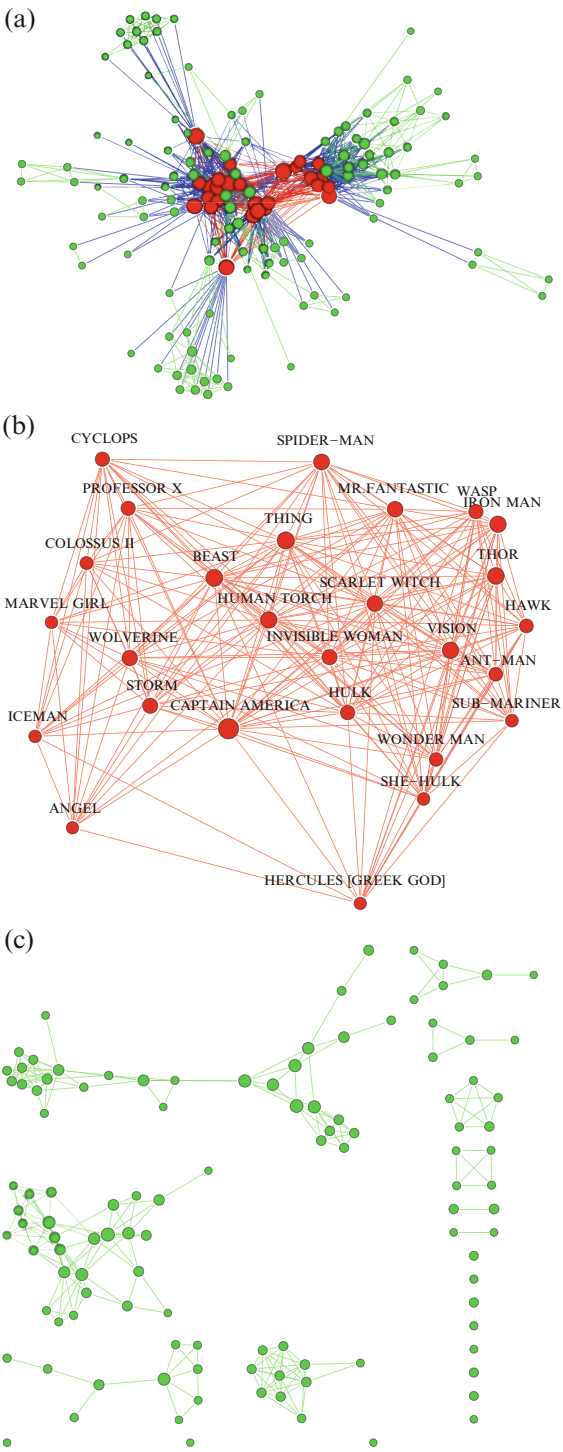 (a)
(b)
CYCLOPS
SPIDER-MAN
PROFESSOR X
MR.FANTASTIC
WASP
IRON MAN
THING
COLOSSUS II
BEAST
THOR
SCARLET WITCH
MARVEL GIRL
HUMAN TORCH
HAWK
WOLVERINE
INVISIBLE WOMAN
VISION
ANT-MAN
STORM
CAPTAIN AMERICA
HULK
SUB-MARINER
ICEMAN
WONDER MAN
SHE-HULK
ANGEL
HERCULES [GREEK GOD]
(c)